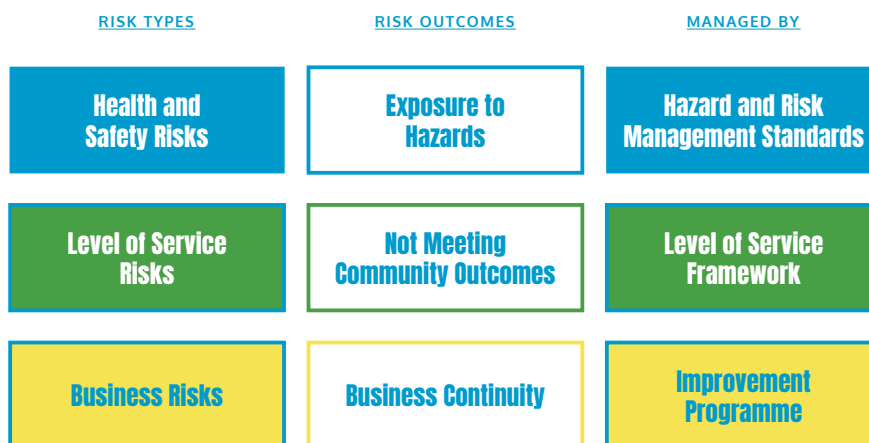 RISK TYPES
RISK OUTCOMES
MANAGED BY
Health and
Safety Risks
Exposure to
Hazards
Hazard and Risk
Management Standards
Level of Service
Risks
Not Meeting
Community Outcomes
Level of Service
Framework
Business Risks
Business Continuity
Improvement
Programme